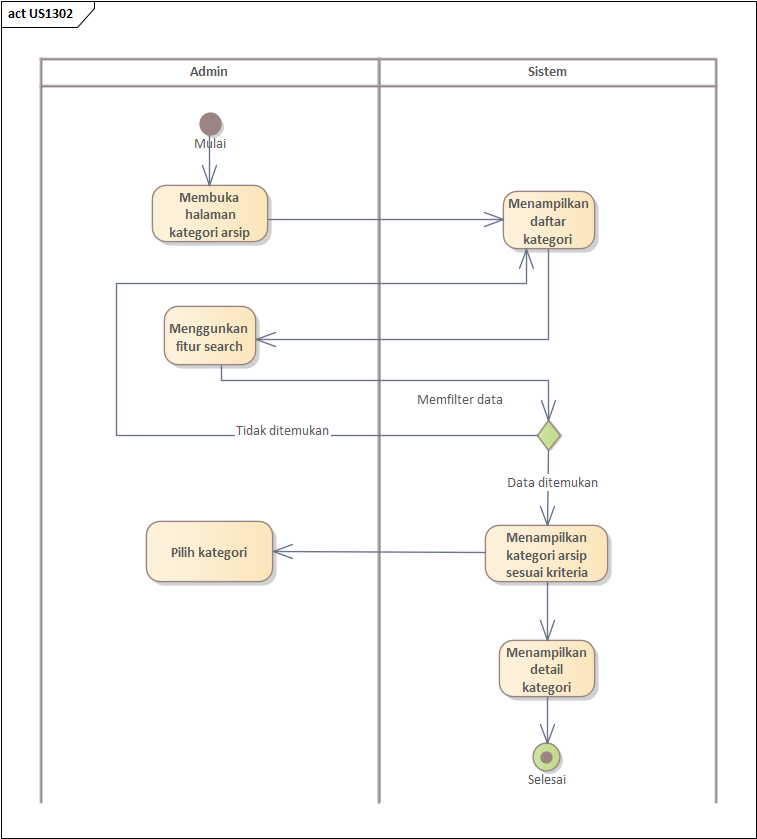 act US1302
Admin
Sistem
Mulai
Membuka
halaman
kategori arsip
Menampilkan
daftar
kategori
Menggunkan
fitur search
Memfilter data
Tidak ditemukan
Data ditemukan
Menampilkan
kategori arsip
sesuai kriteria
Pilih kategori
Menampilkan
detail
kategori
Selesai